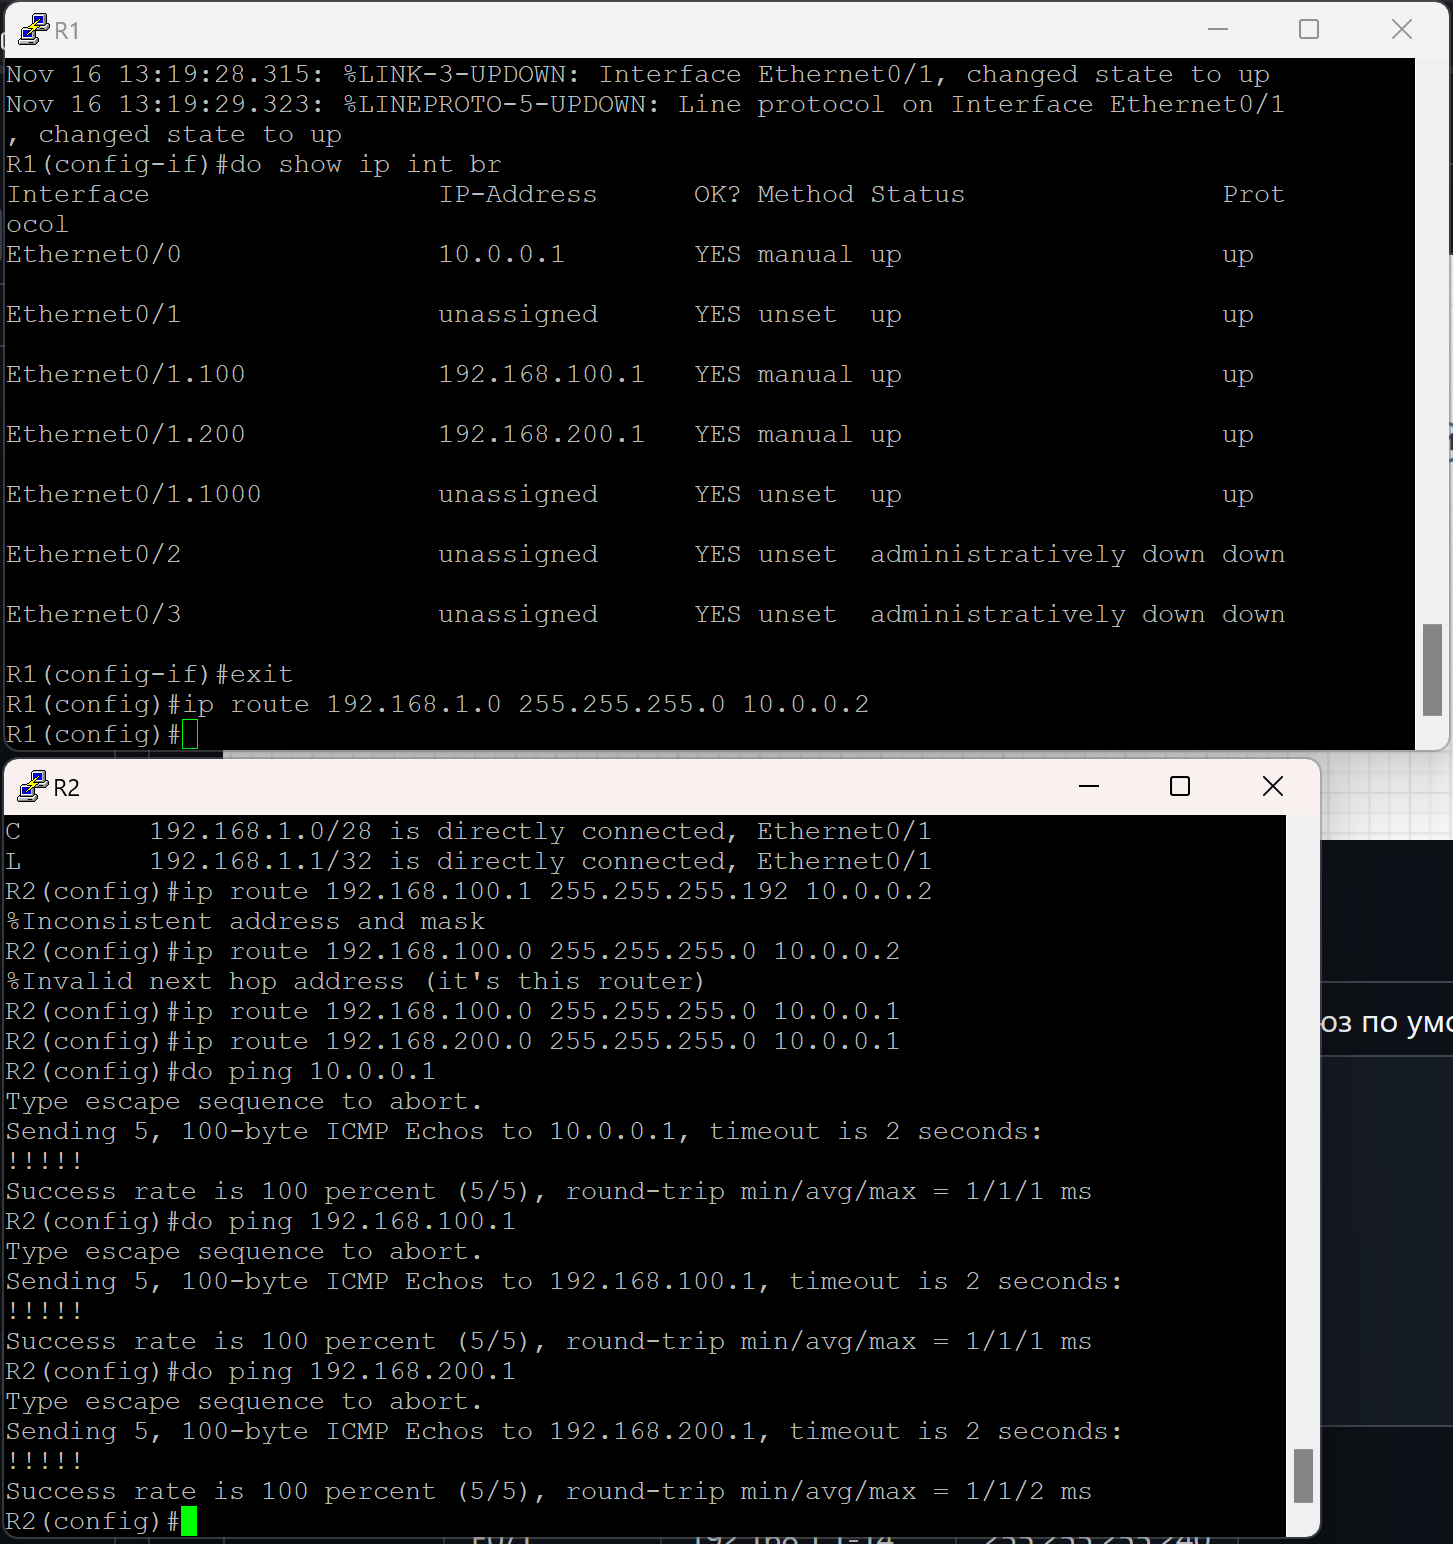 R1
Nov 16 13:19:28.315: %LINK-3-UPDOWN: Interface Ethernet0/1, changed state to up
Nov 16 13:19:29.323: %LINEPROTO-5-UPDOWN: Line protocol on Interface Ethernet0/1
, changed state to up
R1(config-if)#do show ip int br
Interface                  IP-Address      OK? Method Status                Prot
ocol
Ethernet0/0                10.0.0.1        YES manual up                    up
Ethernet0/1                unassigned      YES unset  up                    up
Ethernet0/1.100            192.168.100.1   YES manual up                    up
Ethernet0/1.200            192.168.200.1   YES manual up                    up
Ethernet0/1.1000           unassigned      YES unset  up                    up
Ethernet0/2                unassigned      YES unset  administratively down down
Ethernet0/3                unassigned      YES unset  administratively down down
R1(config-if)#exit
R1(config)#ip route 192.168.1.0 255.255.255.0 10.0.0.2
R1(config)#
R2
C        192.168.1.0/28 is directly connected, Ethernet0/1
L        192.168.1.1/32 is directly connected, Ethernet0/1
R2(config)#ip route 192.168.100.1 255.255.255.192 10.0.0.2
%Inconsistent address and mask
R2(config)#ip route 192.168.100.0 255.255.255.0 10.0.0.2
%Invalid next hop address (it's this router)
R2(config)#ip route 192.168.100.0 255.255.255.0 10.0.0.1
R2(config)#ip route 192.168.200.0 255.255.255.0 10.0.0.1
R2(config)#do ping 10.0.0.1
Type escape sequence to abort.
Sending 5, 100-byte ICMP Echos to 10.0.0.1, timeout is 2 seconds:
!!!!!
Success rate is 100 percent (5/5), round-trip min/avg/max = 1/1/1 ms
R2(config)#do ping 192.168.100.1
Type escape sequence to abort.
Sending 5, 100-byte ICMP Echos to 192.168.100.1, timeout is 2 seconds:
!!!!!
Success rate is 100 percent (5/5), round-trip min/avg/max = 1/1/1 ms
R2(config)#do ping 192.168.200.1
Type escape sequence to abort.
Sending 5, 100-byte ICMP Echos to 192.168.200.1, timeout is 2 seconds:
!!!!!
Success rate is 100 percent (5/5), round-trip min/avg/max = 1/1/2 ms
R2(config)#
по